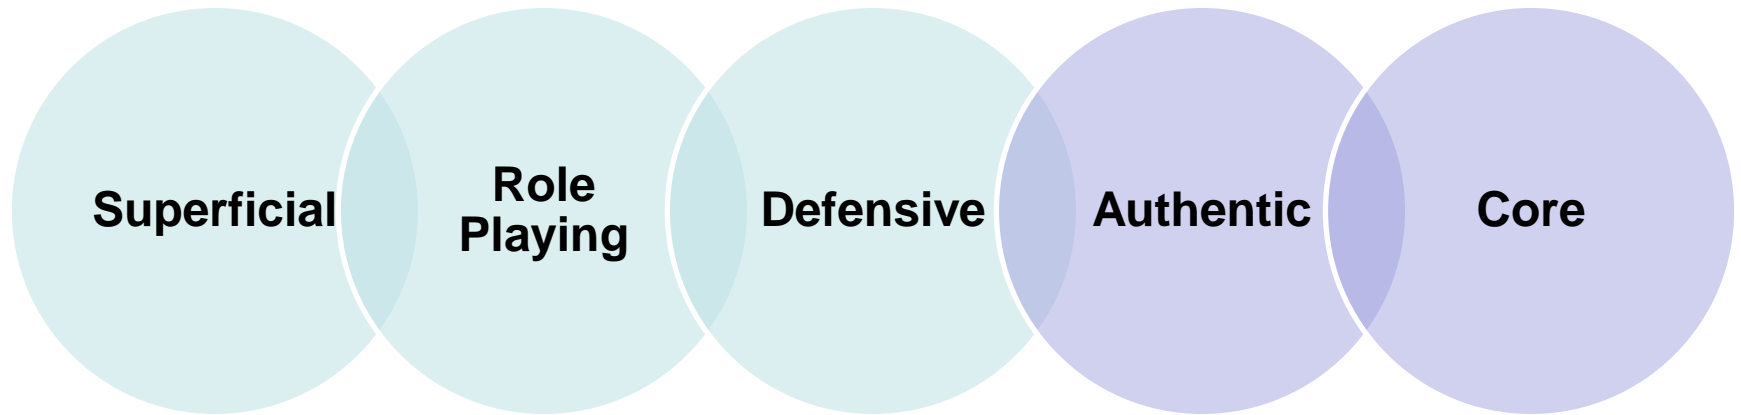 Superficial
Role
Playing
Defensive
Authentic
Core